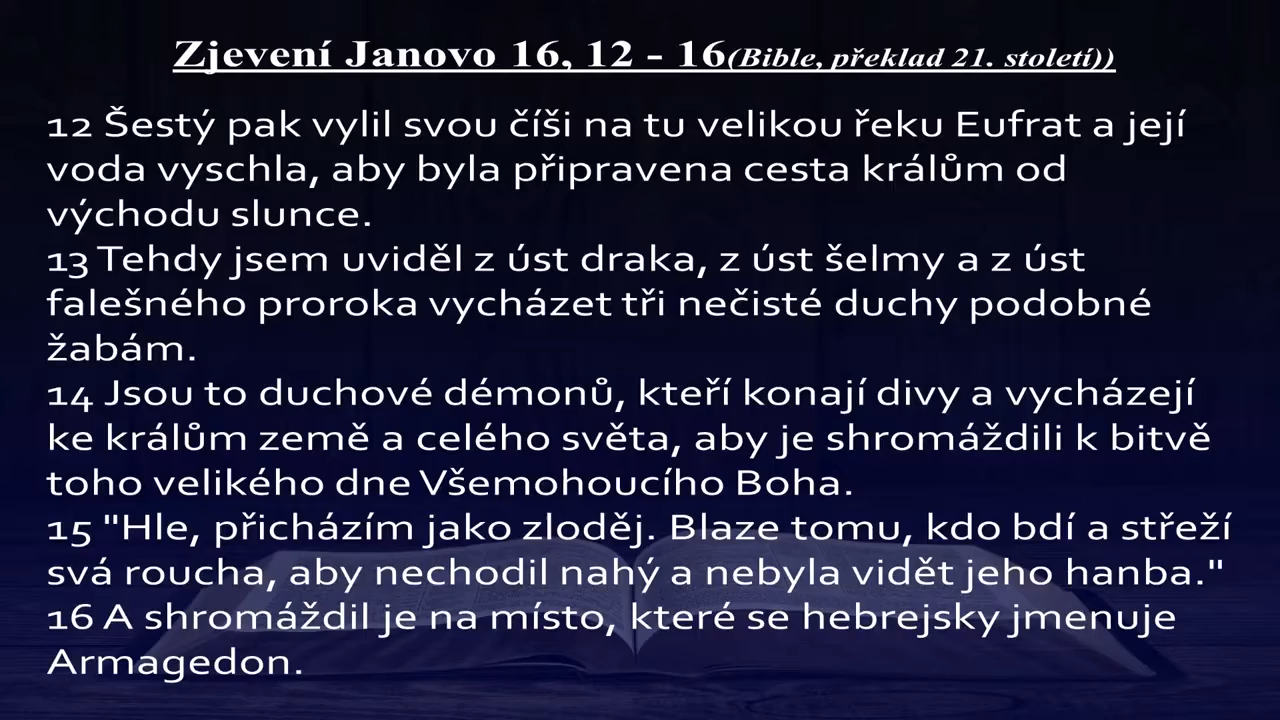 Zjevení Janovo 16, 12 - 16(Bible, překlad 21. století))
12 Šestý pak vylil svou číši na tu velikou řeku Eufrat a její
voda vyschla, aby byla připravena cesta králům od
východu slunce.
13 Tehdy jsem uviděl z úst draka, z úst šelmy a z úst
falešného proroka vycházet tři nečisté duchy podobné
žabám.
14 Jsou to duchové démonů, kteří konají divy a vycházejí
ke králům země a celého světa, aby je shromáždili k bitvě
toho velikého dne Všemohoucího Boha.
15 "Hle, přicházím jako zloděj. Blaze tomu, kdo bdí a střeží
svá roucha, aby nechodil nahý a nebyla vidět jeho hanba."
16 A shromáždil je na místo, které se hebrejsky jmenuje
Armagedon.